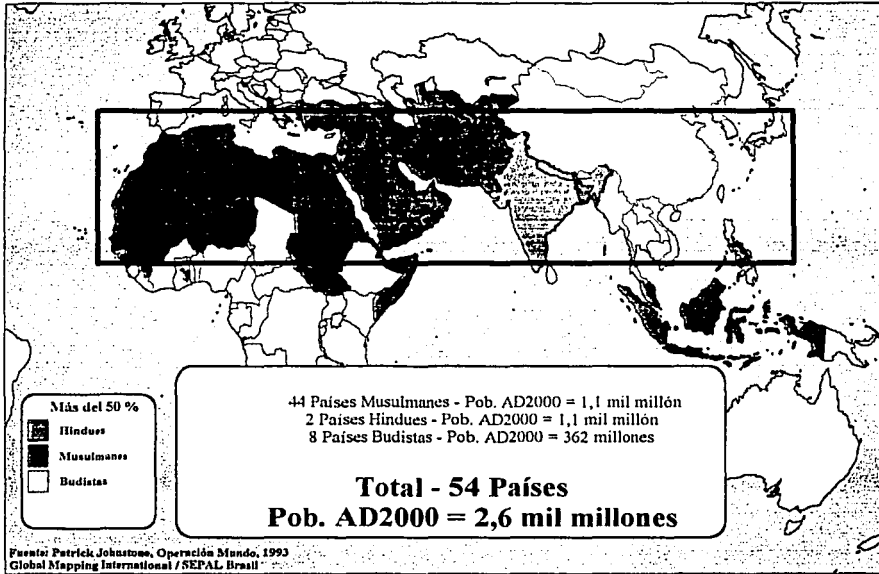 44 Países Musulmanes - Pob. AD2000 = 1,1 mil millón
2 Países Hindues - Pob. AD2000 = 1,1 millón
8 Países Budistas - Pob. AD2000 = 362 millones
Total - 54 Países
Pob. AD2000 = 2,6 mil millones
Más del 50 %
Hindues
Musulmanes
Budistas
Fuente: Patrick Johnstone, Operación Mundo, 1993
Global Mapping International / SEPAL Brasil